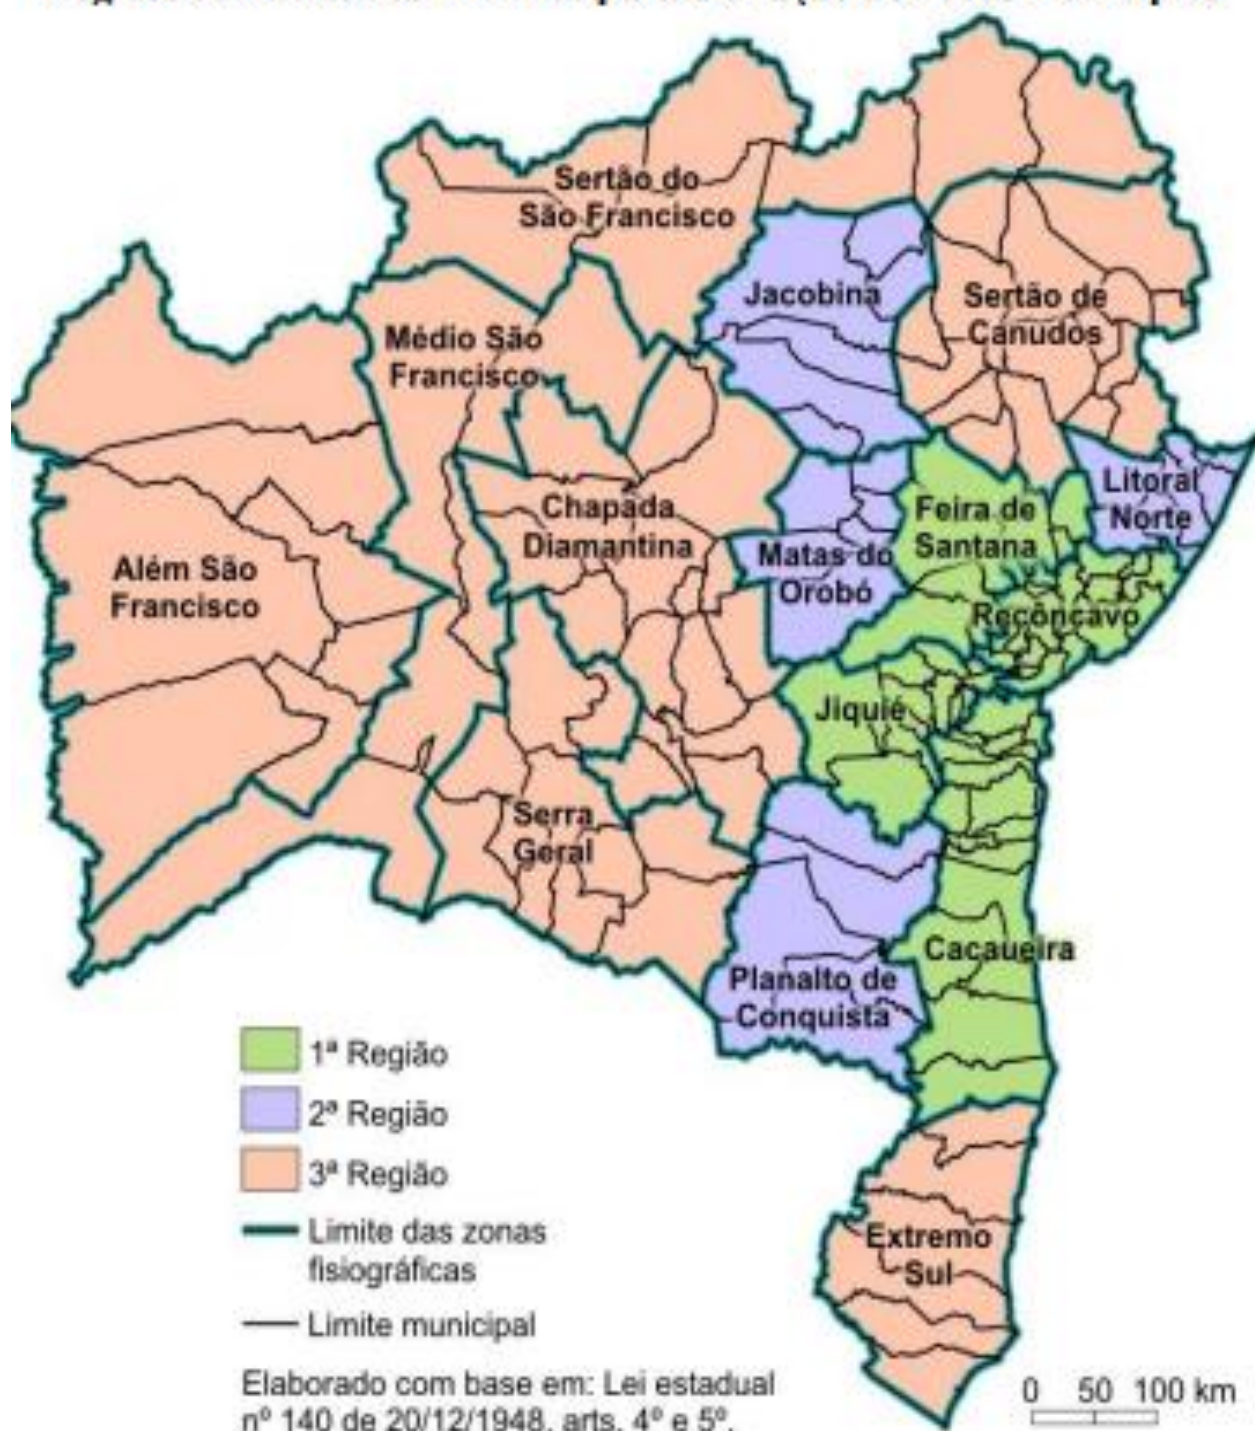 Sertão do
São Francisco
Jacobina
Sertão de
Canudos
Médio São
Francisco
Litoral
Norte
Chapada
Diamantina
Feira de
Santana
Matas do
Orobó
Além São
Francisco
Recôncavo
Jiquié
Serra
Geral
Cacaueira
Planalto de
Conquista
Extremo
Sul
1ª Região
2ª Região
3ª Região
Limite das zonas
fisiográficas
Limite municipal
Elaborado com base em: Lei estadual
nº 140 de 20/12/1948, arts. 4º e 5º.
0 50 100 km